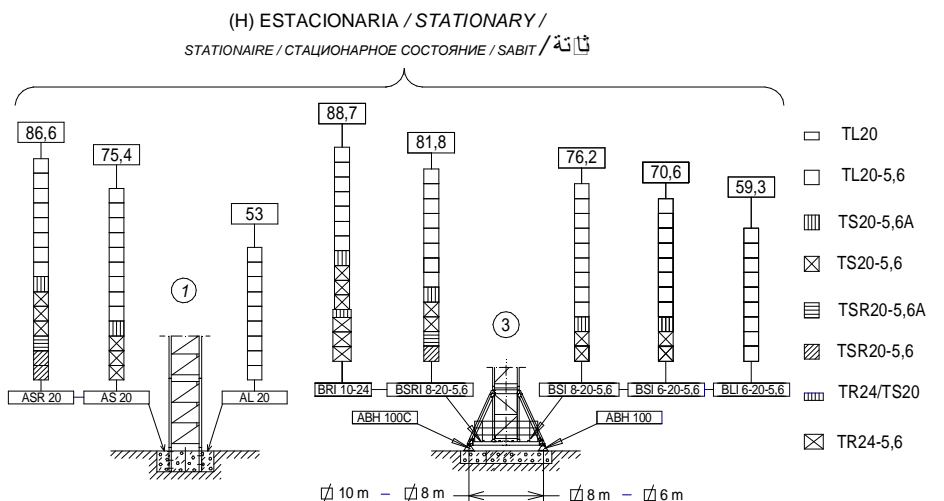 (H) ESTACIONARIA / STATIONARY /
STATIONAIRE / СТАЦИОНАРНОЕ СОСТОЯНИЕ / SABIT /
86,6
75,4
53
88,7
81,8
76,2
70,6
59,3
1
3
ASR 20
AS 20
AL 20
BRI 10-24
BSRI 8-20-5,6
BSI 8-20-5,6
BSI 6-20-5,6
BLI 6-20-5,6
ABH 100C
ABH 100
10 m – 8 m
8 m – 6 m
TL20
TL20-5,6
TS20-5,6A
TS20-5,6
TSR20-5,6A
TSR20-5,6
TR24/TS20
TR24-5,6